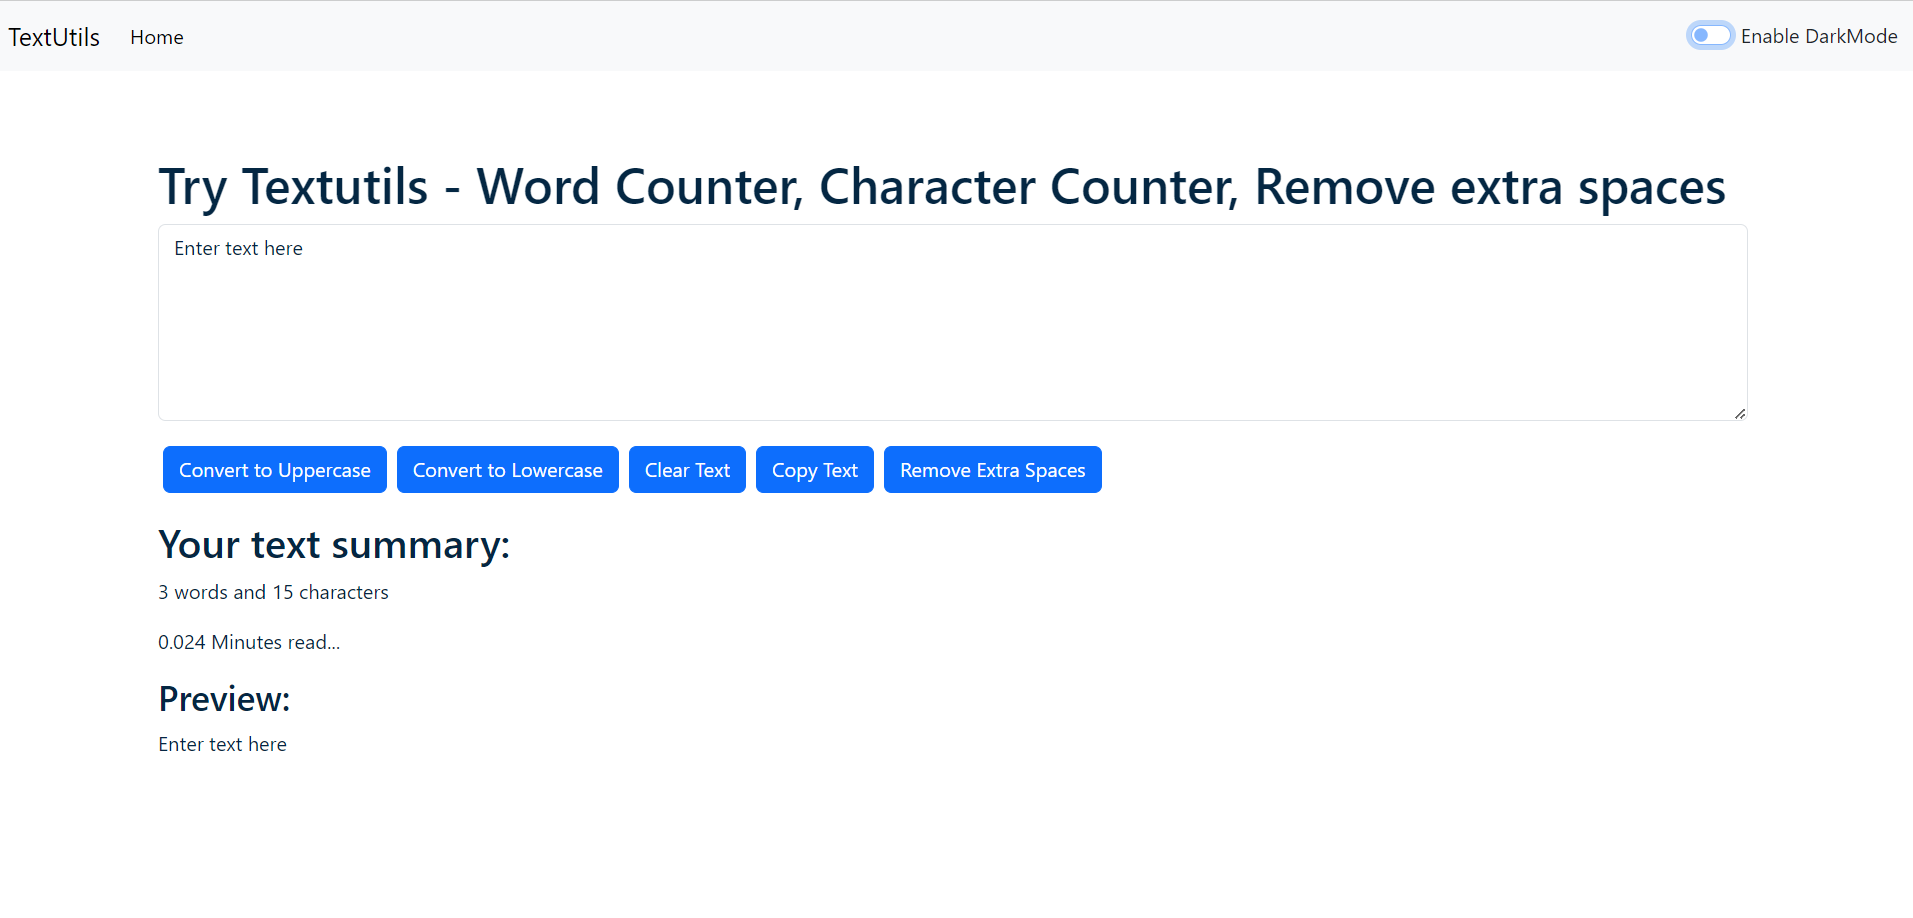 TextUtils Home Enable DarkMode
Try Textutils - Word Counter, Character Counter, Remove extra spaces
Enter text here
Convert to Uppercase Convert to Lowercase Clear Text Copy Text Remove Extra Spaces
Your text summary:
3 words and 15 characters
0.024 Minutes read...
Preview:
Enter text here